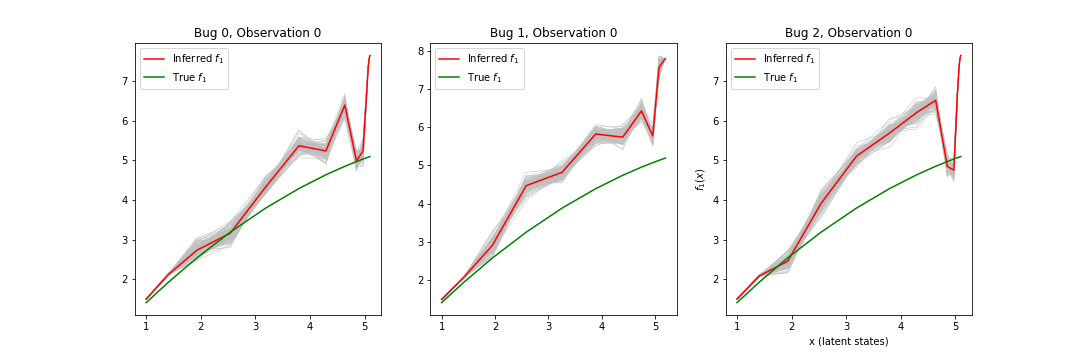 Bug 0, Observation 0
Inferred f₁
True f₁
7
6
5
4
3
2
1 2 3 4 5
Bug 1, Observation 0
Inferred f₁
True f₁
8
7
6
5
4
3
2
1 2 3 4 5
Bug 2, Observation 0
Inferred f₁
True f₁
f₁(x)
7
6
5
4
3
2
1 2 3 4 5
x (latent states)